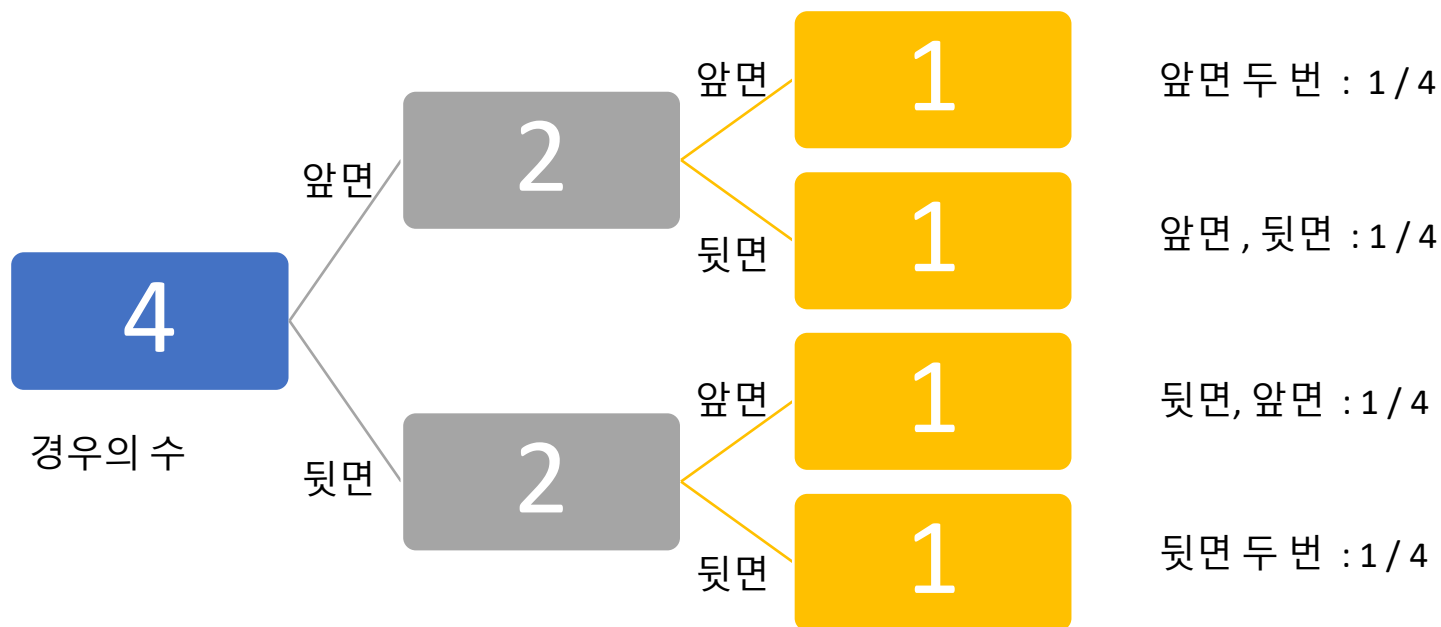 앞면
1
앞면 두 번 : 1 / 4
2
앞면
뒷면
1
앞면 , 뒷면 : 1 / 4
4
경우의 수
앞면
1
뒷면, 앞면 : 1 / 4
뒷면
2
뒷면
1
뒷면 두 번 : 1 / 4